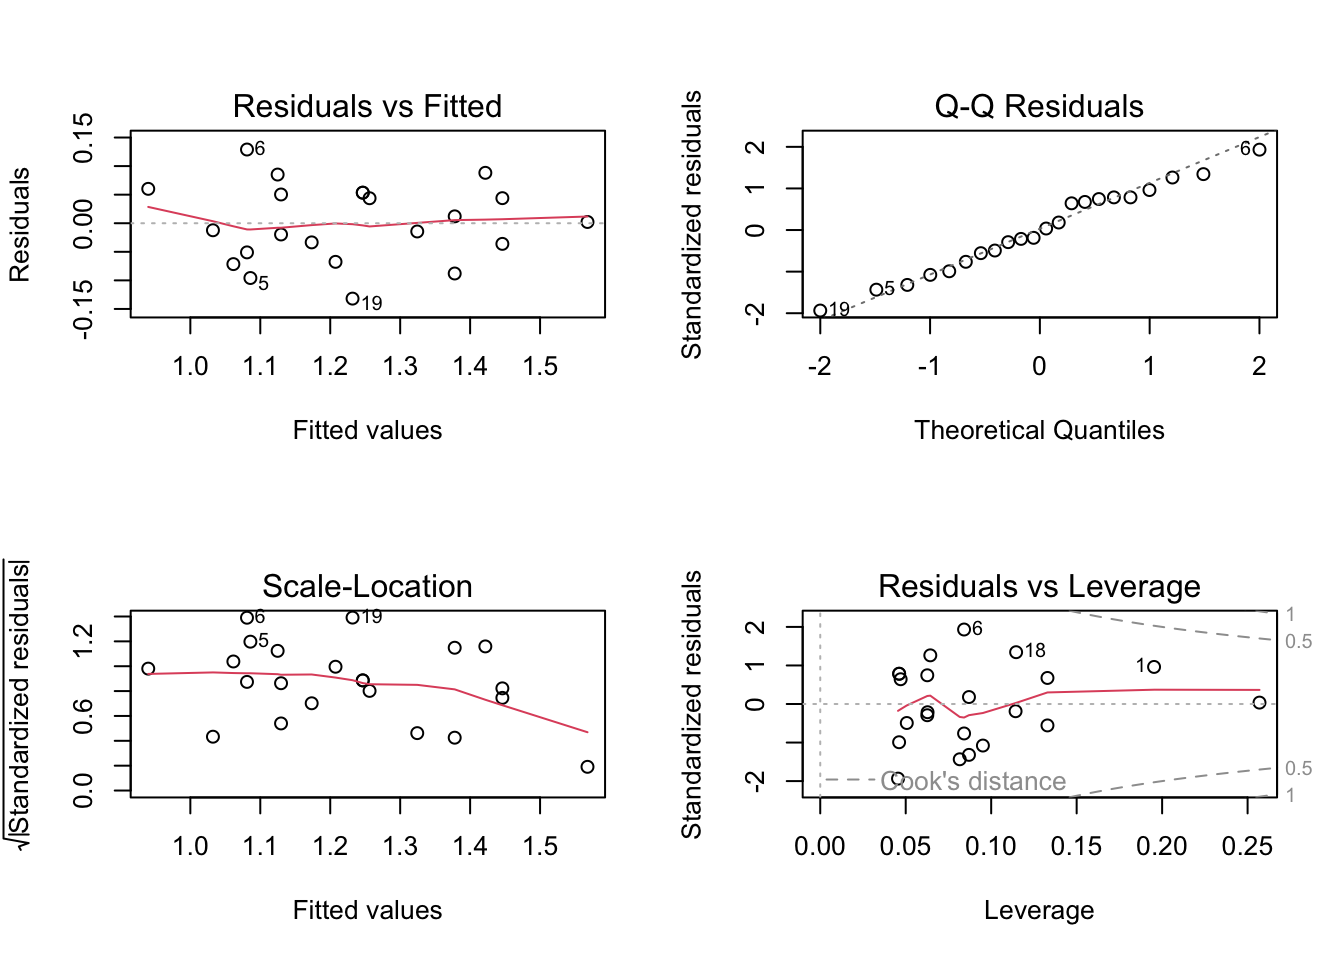 Residuals vs Fitted
Residuals
0.15
0.00
-0.15
6
5
19
1.0 1.1 1.2 1.3 1.4 1.5
Fitted values
Q-Q Residuals
Standardized residuals
2
1
0
-2
6
5
19
-2 -1 0 1 2
Theoretical Quantiles
Scale-Location
√|Standardized residuals|
1.2
0.6
0.0
6
19
5
1.0 1.1 1.2 1.3 1.4 1.5
Fitted values
Residuals vs Leverage
Standardized residuals
2
1
0
-2
6
18
1
Cook's distance
1
0.5
0.5
1
0.00 0.05 0.10 0.15 0.20 0.25
Leverage